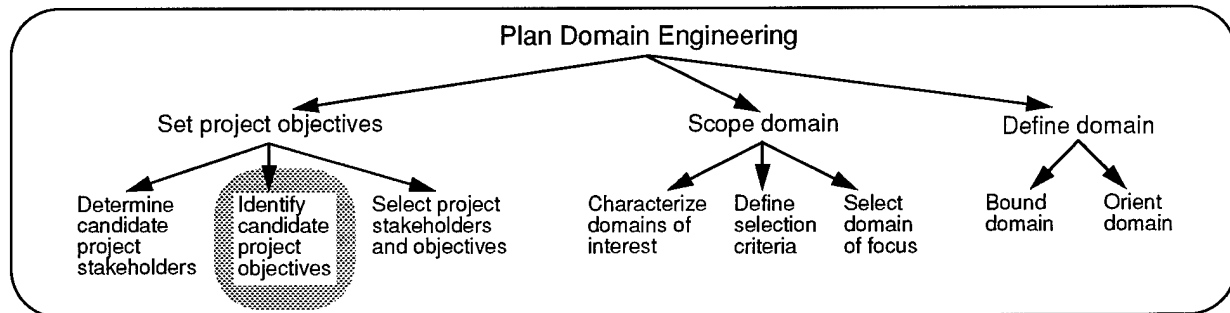 Plan Domain Engineering
Set project objectives
Scope domain
Define domain
Determine
candidate
project
stakeholders
Identify
candidate
project
objectives
Select project
stakeholders
and objectives
Characterize
domains of
interest
Define
selection
criteria
Select
domain
of focus
Bound
domain
Orient
domain